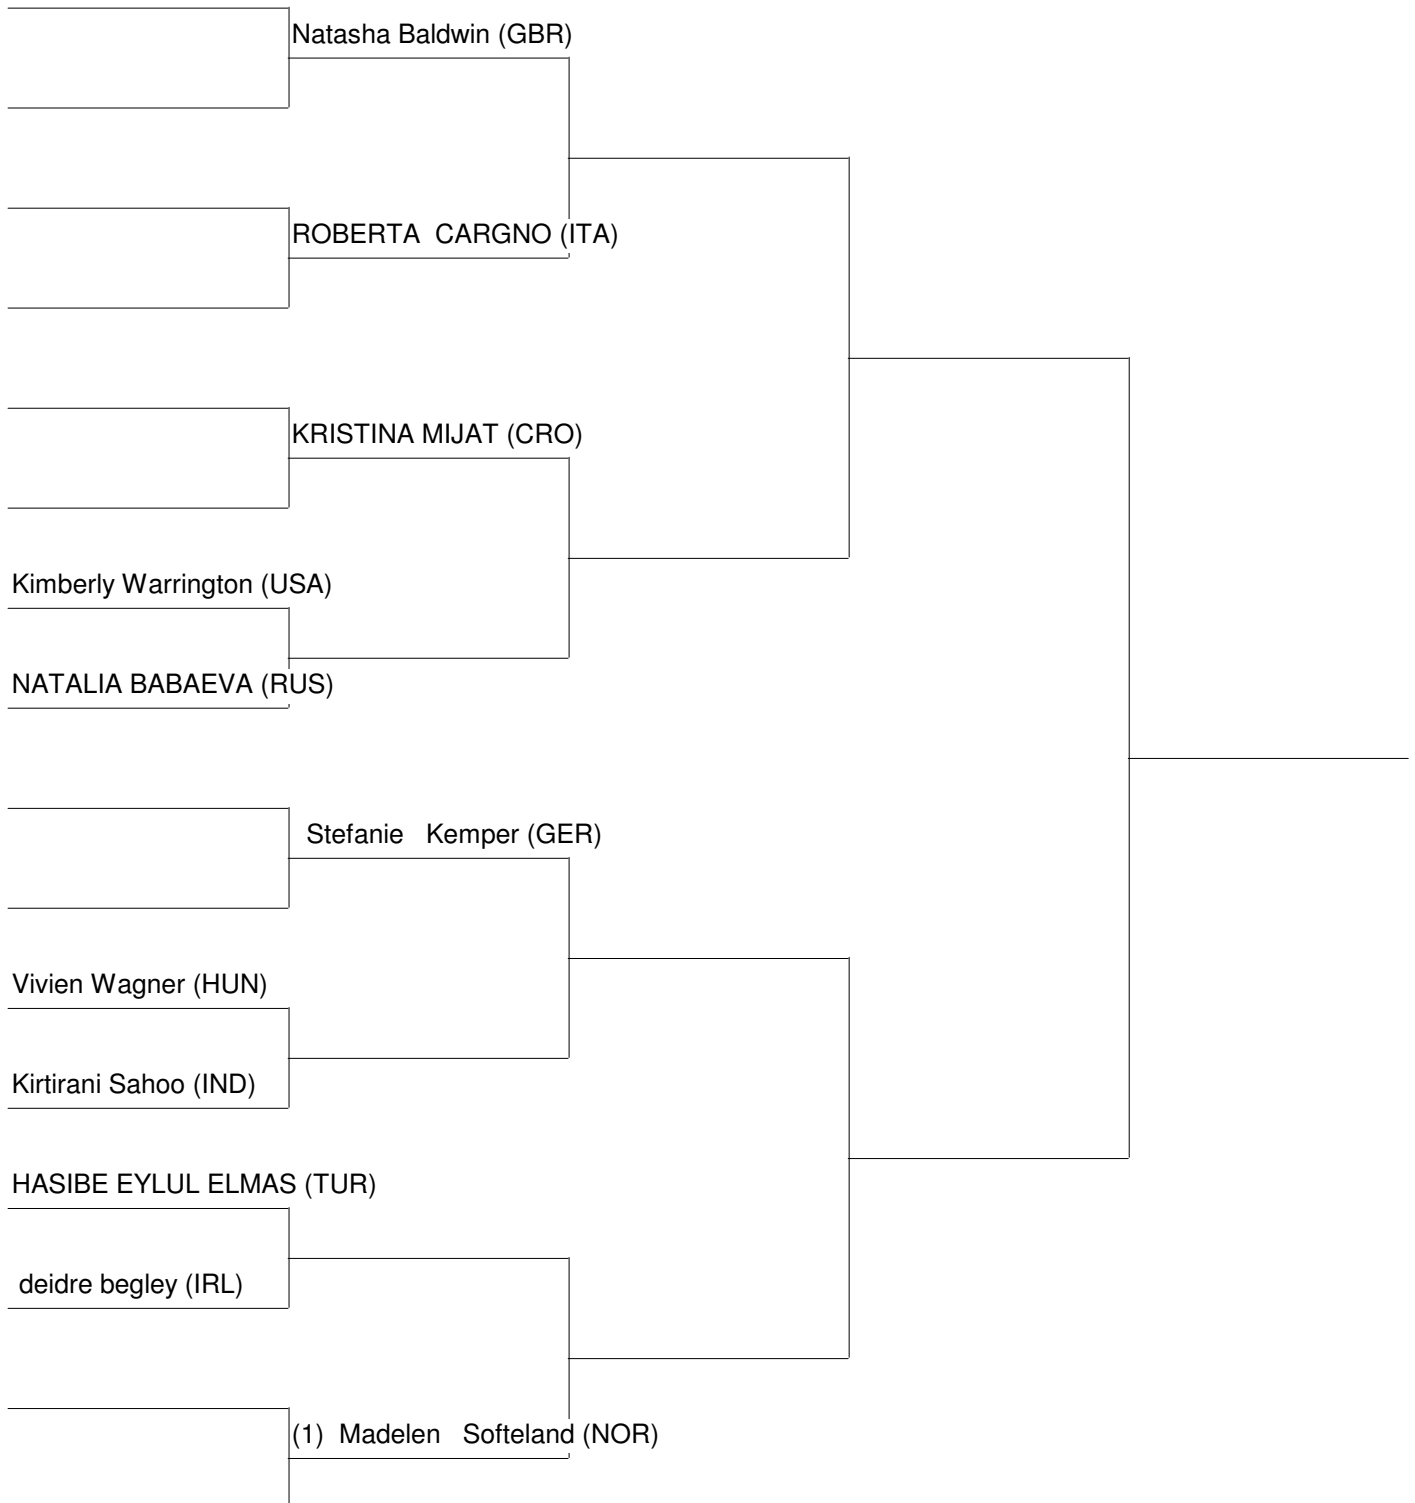 Natasha Baldwin (GBR)
ROBERTA CARGNO (ITA)
KRISTINA MIJAT (CRO)
Kimberly Warrington (USA)
NATALIA BABAEVA (RUS)
Stefanie Kemper (GER)
Vivien Wagner (HUN)
Kirtirani Sahoo (IND)
HASIBE EYLUL ELMAS (TUR)
deidre begley (IRL)
(1) Madelen Softeland (NOR)